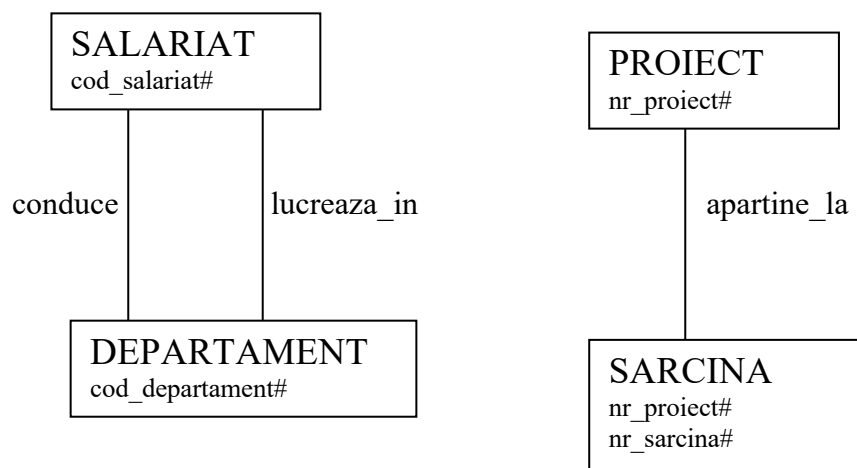 SALARIAT
cod_salariat#
PROIECT
nr_proiect#
conduce
lucreaza_in
apartine_la
DEPARTAMENT
cod_departament#
SARCINA
nr_proiect#
nr_sarcina#